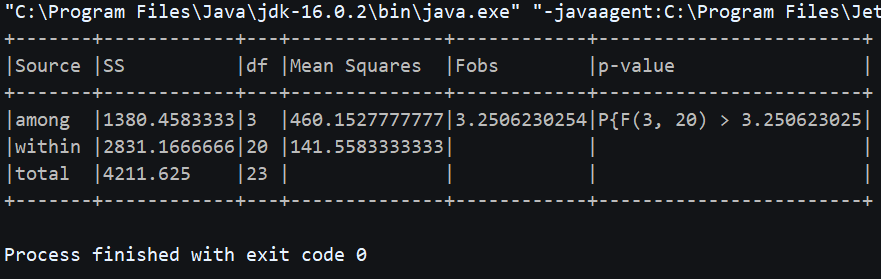 "C:\Program Files\Java\jdk-16.0.2\bin\java.exe" "-javaagent:C:\Program Files\Jet
+-------+------------+---+--------------+------------+-----------------------+
|Source |SS          |df |Mean Squares  |Fobs        |p-value                |
+-------+------------+---+--------------+------------+-----------------------+
|among  |1380.4583333|3  |460.1527777777|3.2506230254|P{F(3, 20) > 3.250623025|
|within |2831.1666666|20 |141.5583333333|            |                       |
|total  |4211.625    |23 |              |            |                       |
+-------+------------+---+--------------+------------+-----------------------+
Process finished with exit code 0